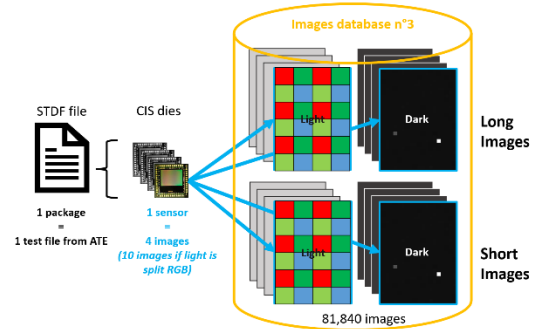 Images database n°3
STDF file
CIS dies
Light
Dark
Long
Images
1 package
=
1 test file from ATE
1 sensor
=
4 images
(10 images if light is
split RGB)
Light
Dark
Short
Images
81,840 images